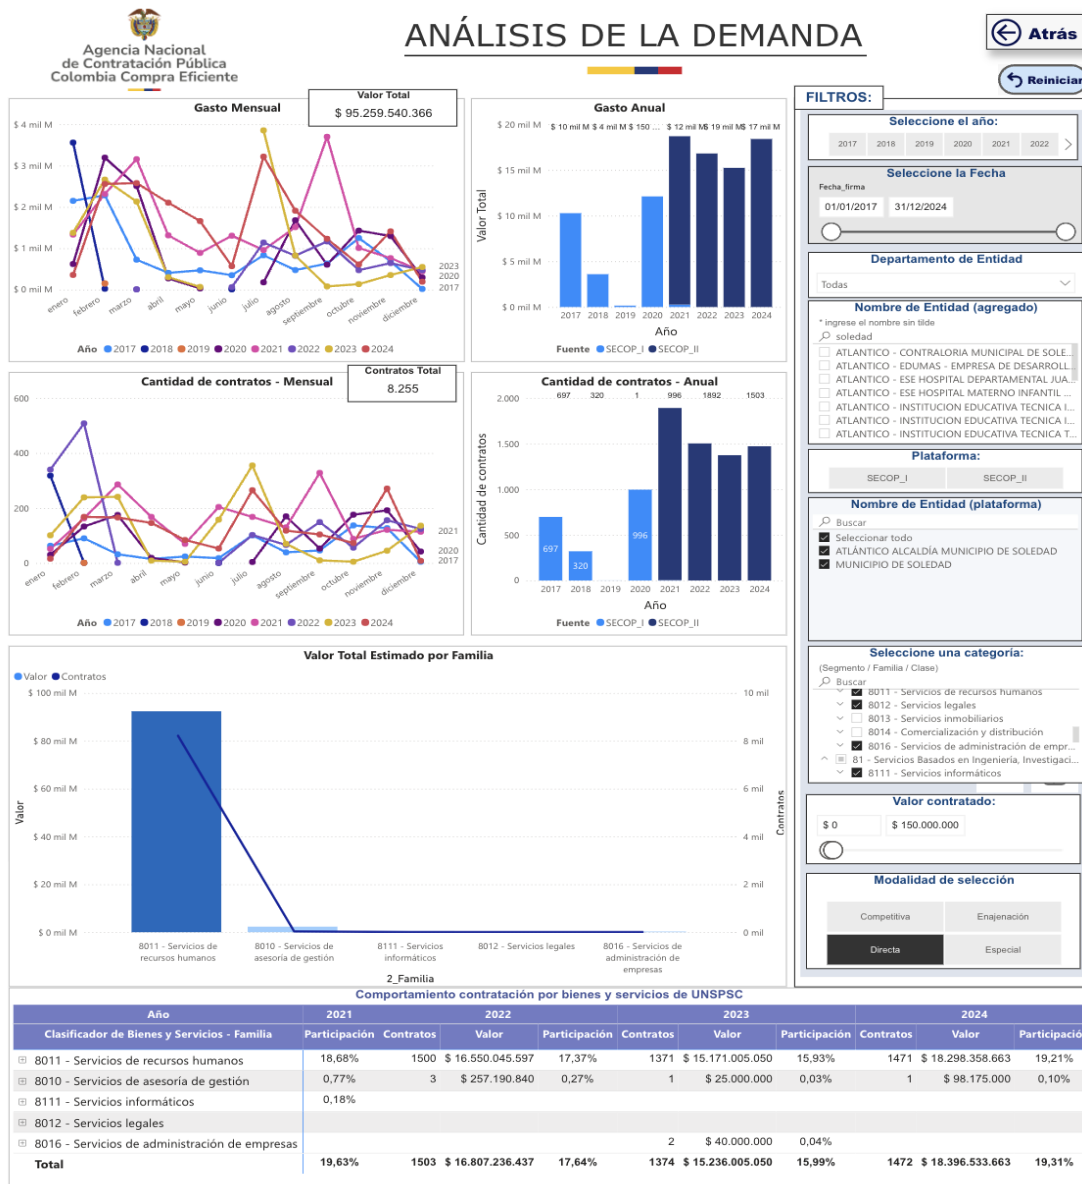 Agencia Nacional
de Contratación Pública
Colombia Compra Eficiente
ANÁLISIS DE LA DEMANDA
Atrás
Reiniciar
Gasto Mensual
Valor Total
$ 95.259.540.366
$ 4 mil M
$ 3 mil M
$ 2 mil M
$ 1 mil M
$ 0 mil M
2023
2020
2017
enero
febrero
marzo
abril
mayo
junio
julio
agosto
septiembre
octubre
noviembre
diciembre
Año 2017 2018 2019 2020 2021 2022 2023 2024
Gasto Anual
$ 10 mil M $ 4 mil M $ 150 ... $ 12 mil M $ 19 mil M $ 17 mil M
$ 20 mil M
$ 15 mil M
$ 10 mil M
$ 5 mil M
$ 0 mil M
Valor Total
2017 2018 2019 2020 2021 2022 2023 2024
Año
Fuente SECOP_I SECOP_II
Cantidad de contratos - Mensual
Contratos Total
8.255
600
400
200
0
2021
2020
2017
enero
febrero
marzo
abril
mayo
junio
julio
agosto
septiembre
octubre
noviembre
diciembre
Año 2017 2018 2019 2020 2021 2022 2023 2024
Cantidad de contratos - Anual
697 320 1 996 1892 1503
2.000
1.500
1.000
500
0
Cantidad de contratos
697
320
996
2017 2018 2019 2020 2021 2022 2023 2024
Año
Fuente SECOP_I SECOP_II
Valor Total Estimado por Familia
Valor Contratos
$ 100 mil M
$ 80 mil M
$ 60 mil M
$ 40 mil M
$ 20 mil M
$ 0 mil M
Valor
10 mil
8 mil
6 mil
4 mil
2 mil
0 mil
Contratos
8011 - Servicios de
recursos humanos
8010 - Servicios de
asesoría de gestión
8111 - Servicios
informáticos
8012 - Servicios legales
8016 - Servicios de
administración de
empresas
2_Familia
FILTROS:
Seleccione el año:
2017 2018 2019 2020 2021 2022
Seleccione la Fecha
Fecha_firma
01/01/2017 31/12/2024
Departamento de Entidad
Todas
Nombre de Entidad (agregado)
* ingrese el nombre sin tilde
soledad
ATLANTICO - CONTRALORIA MUNICIPAL DE SOLE...
ATLANTICO - EDUMAS - EMPRESA DE DESARROLL...
ATLANTICO - ESE HOSPITAL DEPARTAMENTAL JUA...
ATLANTICO - ESE HOSPITAL MATERNO INFANTIL ...
ATLANTICO - INSTITUCION EDUCATIVA TECNICA I...
ATLANTICO - INSTITUCION EDUCATIVA TECNICA I...
ATLANTICO - INSTITUCION EDUCATIVA TECNICA T...
Plataforma:
SECOP_I SECOP_II
Nombre de Entidad (plataforma)
Buscar
Seleccionar todo
ATLÁNTICO ALCALDÍA MUNICIPIO DE SOLEDAD
MUNICIPIO DE SOLEDAD
Seleccione una categoría:
(Segmento / Familia / Clase)
Buscar
8011 - Servicios de recursos humanos
8012 - Servicios legales
8013 - Servicios inmobiliarios
8014 - Comercialización y distribución
8016 - Servicios de administración de empr...
81 - Servicios Basados en Ingeniería, Investigaci...
8111 - Servicios informáticos
Valor contratado:
$ 0 $ 150.000.000
Modalidad de selección
Competitiva Enajenación
Directa Especial
Comportamiento contratación por bienes y servicios de UNSPSC
Año 2021 2022 2023 2024
Clasificador de Bienes y Servicios - Familia Participación Contratos Valor Participación Contratos Valor Participación Contratos Valor Participació
8011 - Servicios de recursos humanos 18,68% 1500 $ 16.550.045.597 17,37% 1371 $ 15.171.005.050 15,93% 1471 $ 18.298.358.663 19,21%
8010 - Servicios de asesoría de gestión 0,77% 3 $ 257.190.840 0,27% 1 $ 25.000.000 0,03% 1 $ 98.175.000 0,10%
8111 - Servicios informáticos 0,18%
8012 - Servicios legales
8016 - Servicios de administración de empresas 2 $ 40.000.000 0,04%
Total 19,63% 1503 $ 16.807.236.437 17,64% 1374 $ 15.236.005.050 15,99% 1472 $ 18.396.533.663 19,31%